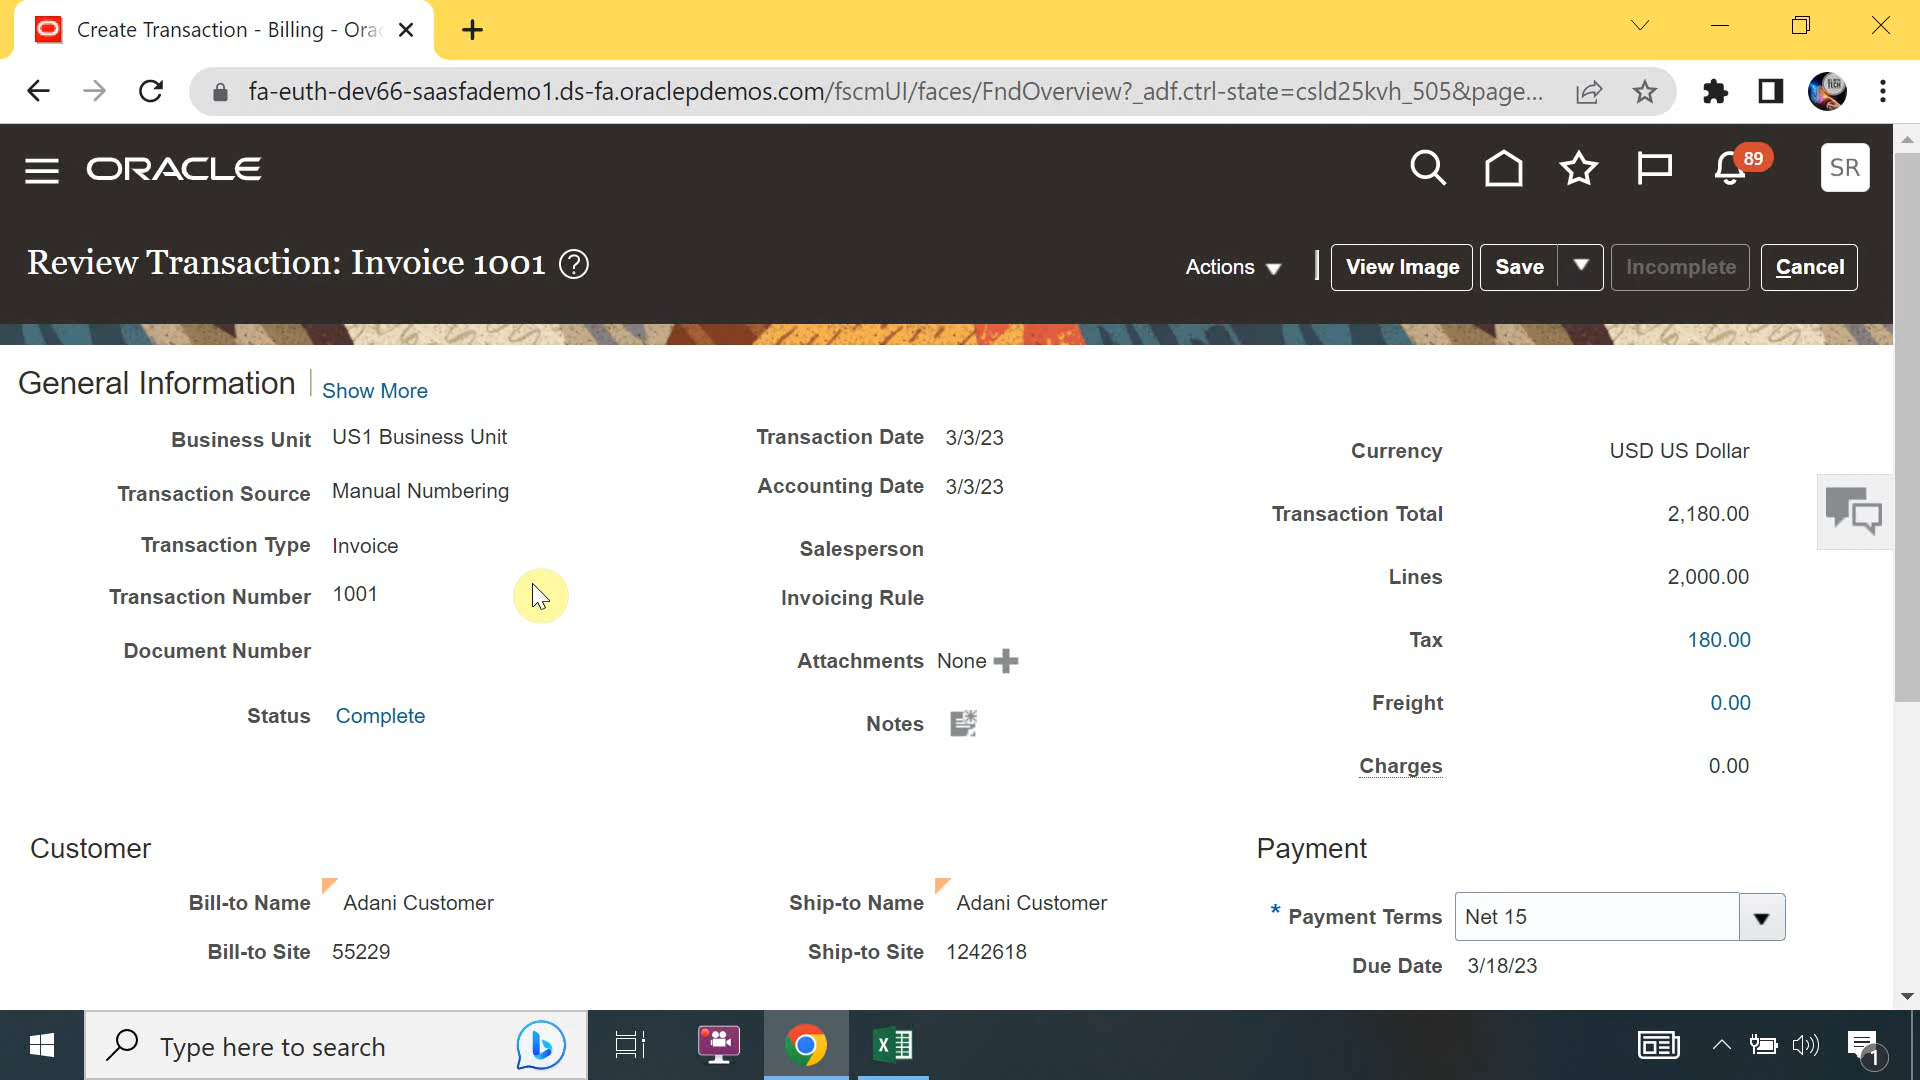 Create Transaction - Billing - Ora
fa-euth-dev66-saasfademo1.ds-fa.oraclepdemos.com/fscmUI/faces/FndOverview?_adf.ctrl-state=csld25kvh_505&page...
ORACLE
89
SR
Review Transaction: Invoice 1001 ?
Actions
View Image
Save
Incomplete
Cancel
General Information
Show More
Business Unit US1 Business Unit
Transaction Source Manual Numbering
Transaction Type Invoice
Transaction Number 1001
Document Number
Status Complete
Transaction Date 3/3/23
Accounting Date 3/3/23
Salesperson
Invoicing Rule
Attachments None
Notes
Currency USD US Dollar
Transaction Total 2,180.00
Lines 2,000.00
Tax 180.00
Freight 0.00
Charges 0.00
Customer
Bill-to Name Adani Customer
Bill-to Site 55229
Ship-to Name Adani Customer
Ship-to Site 1242618
Payment
* Payment Terms Net 15
Due Date 3/18/23
Type here to search
1